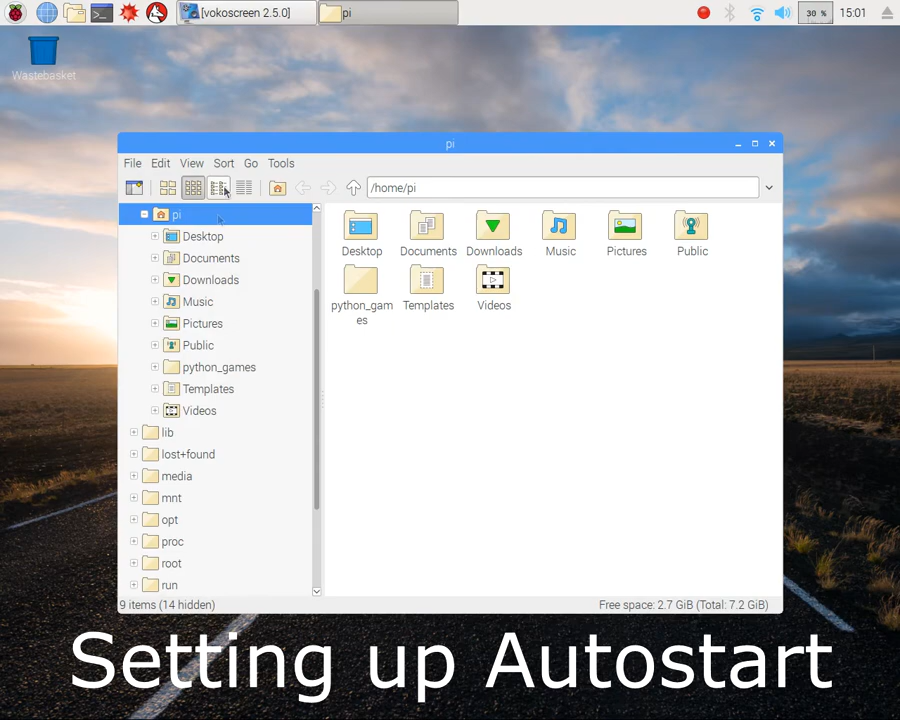 [vokoscreen 2.5.0]
pi
30 %
15:01
Wastebasket
pi
File Edit View Sort Go Tools
/home/pi
pi
Desktop
Documents
Downloads
Music
Pictures
Public
python_games
Templates
Videos
lib
lost+found
media
mnt
opt
proc
root
run
Desktop Documents Downloads Music Pictures Public
python_gam
es
Templates Videos
9 items (14 hidden)
Free space: 2.7 GiB (Total: 7.2 GiB)
Setting up Autostart